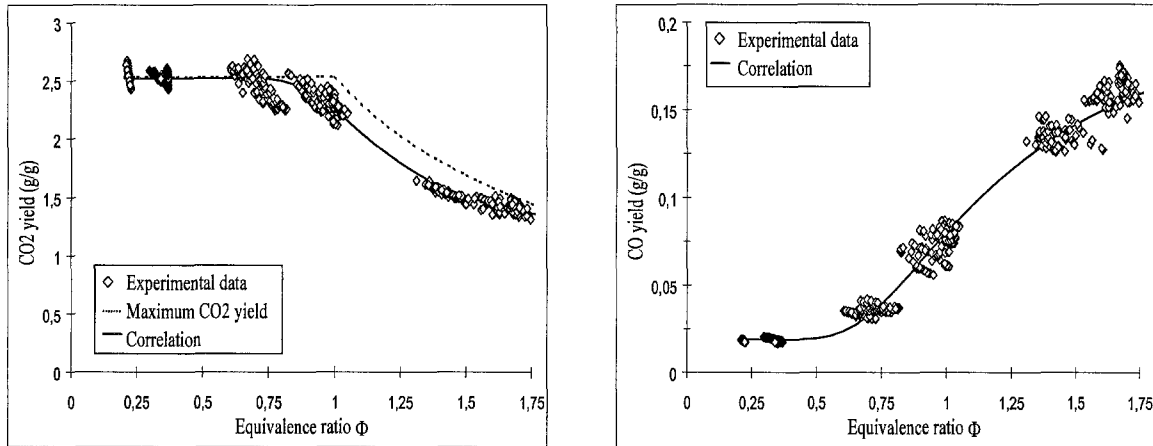 3
2,5
2
1,5
1
0,5
0
CO2 yield (g/g)
Experimental data
Maximum CO2 yield
Correlation
0 0,25 0,5 0,75 1 1,25 1,5 1,75
Equivalence ratio Φ
0,2
0,15
0,1
0,05
0
CO yield (g/g)
Experimental data
Correlation
0 0,25 0,5 0,75 1 1,25 1,5 1,75
Equivalence ratio Φ